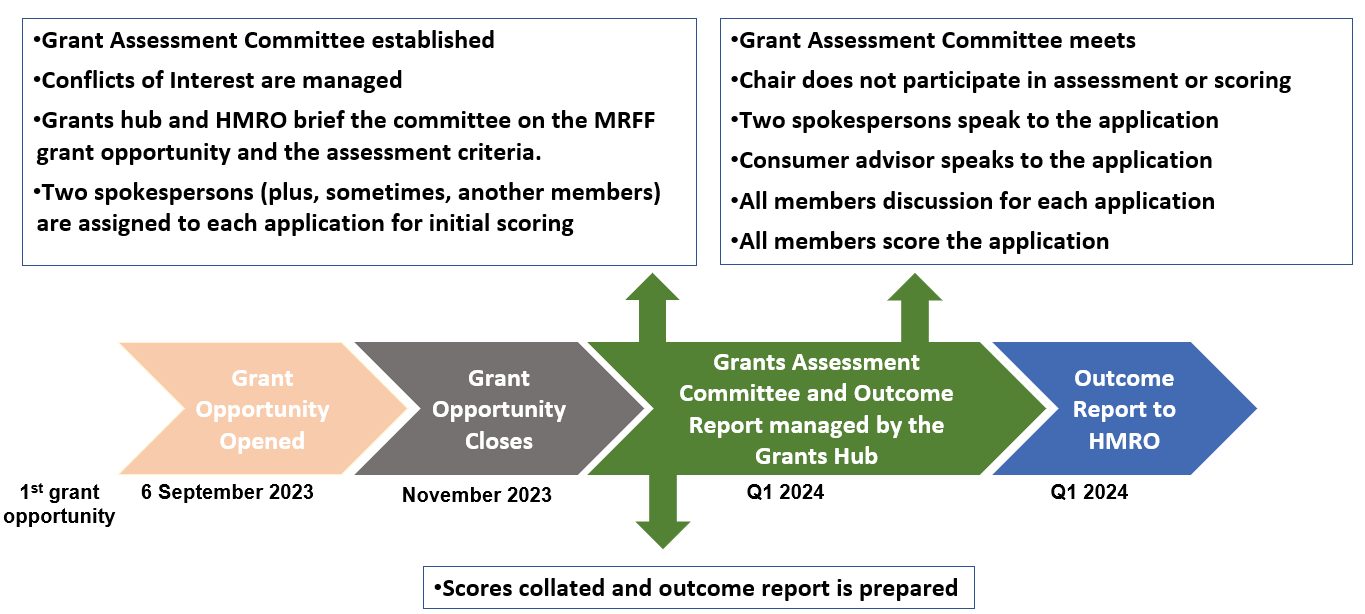 •Grant Assessment Committee established
•Conflicts of Interest are managed
•Grants hub and HMRO brief the committee on the MRFF
grant opportunity and the assessment criteria.
•Two spokespersons (plus, sometimes, another members)
are assigned to each application for initial scoring
•Grant Assessment Committee meets
•Chair does not participate in assessment or scoring
•Two spokespersons speak to the application
•Consumer advisor speaks to the application
•All members discussion for each application
•All members score the application
Grant
Opportunity
Opened
Grant
Opportunity
Closes
Grants Assessment
Committee and Outcome
Report managed by the
Grants Hub
Outcome
Report to
HMRO
1st grant
opportunity
6 September 2023
November 2023
Q1 2024
Q1 2024
•Scores collated and outcome report is prepared